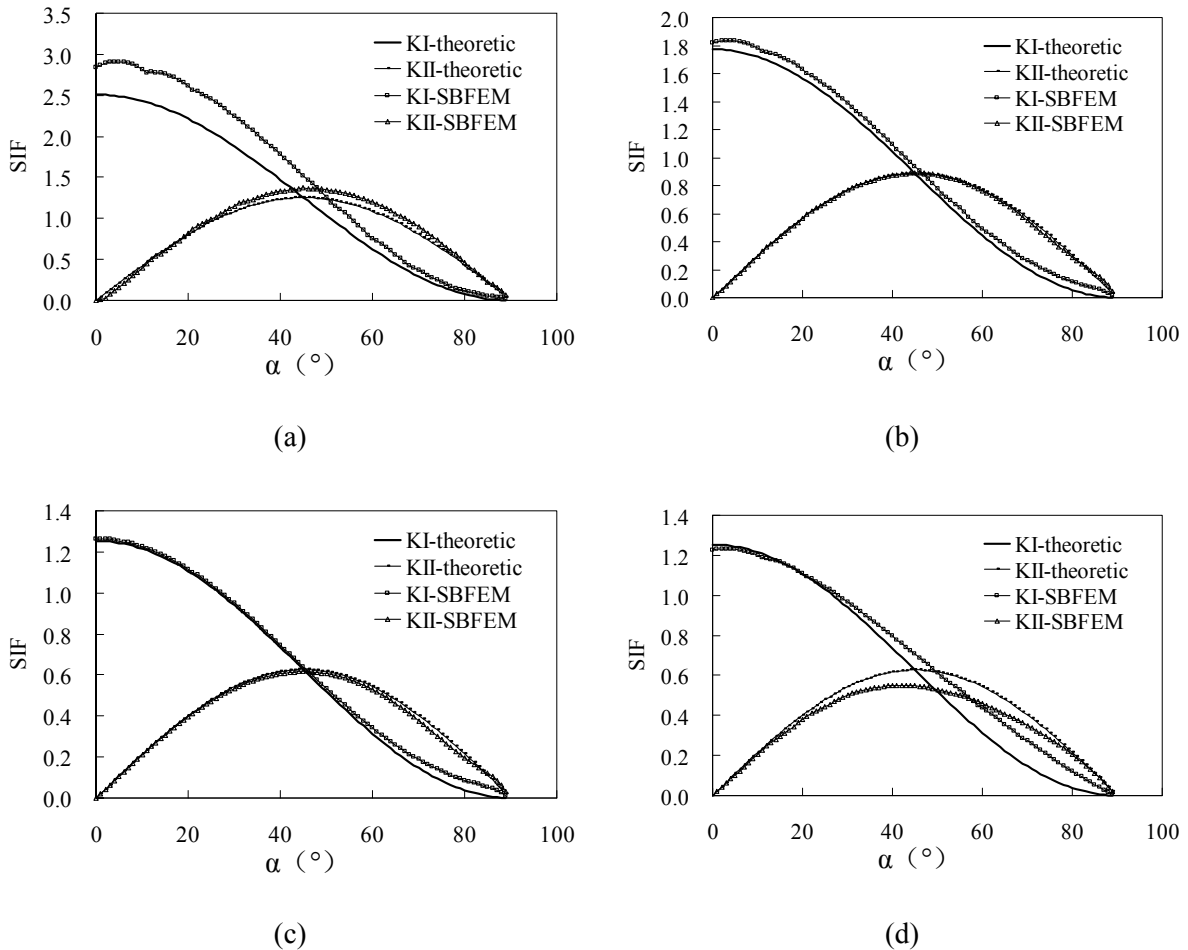 3.5
3.0
2.5
2.0
1.5
1.0
0.5
0.0
SIF
KI-theoretic
KII-theoretic
KI-SBFEM
KII-SBFEM
0 20 40 60 80 100
α（°）
(a)
2.0
1.8
1.6
1.4
1.2
1.0
0.8
0.6
0.4
0.2
0.0
SIF
KI-theoretic
KII-theoretic
KI-SBFEM
KII-SBFEM
0 20 40 60 80 100
α（°）
(b)
1.4
1.2
1.0
0.8
0.6
0.4
0.2
0.0
SIF
KI-theoretic
KII-theoretic
KI-SBFEM
KII-SBFEM
0 20 40 60 80 100
α（°）
(c)
1.4
1.2
1.0
0.8
0.6
0.4
0.2
0.0
SIF
KI-theoretic
KII-theoretic
KI-SBFEM
KII-SBFEM
0 20 40 60 80 100
α（°）
(d)